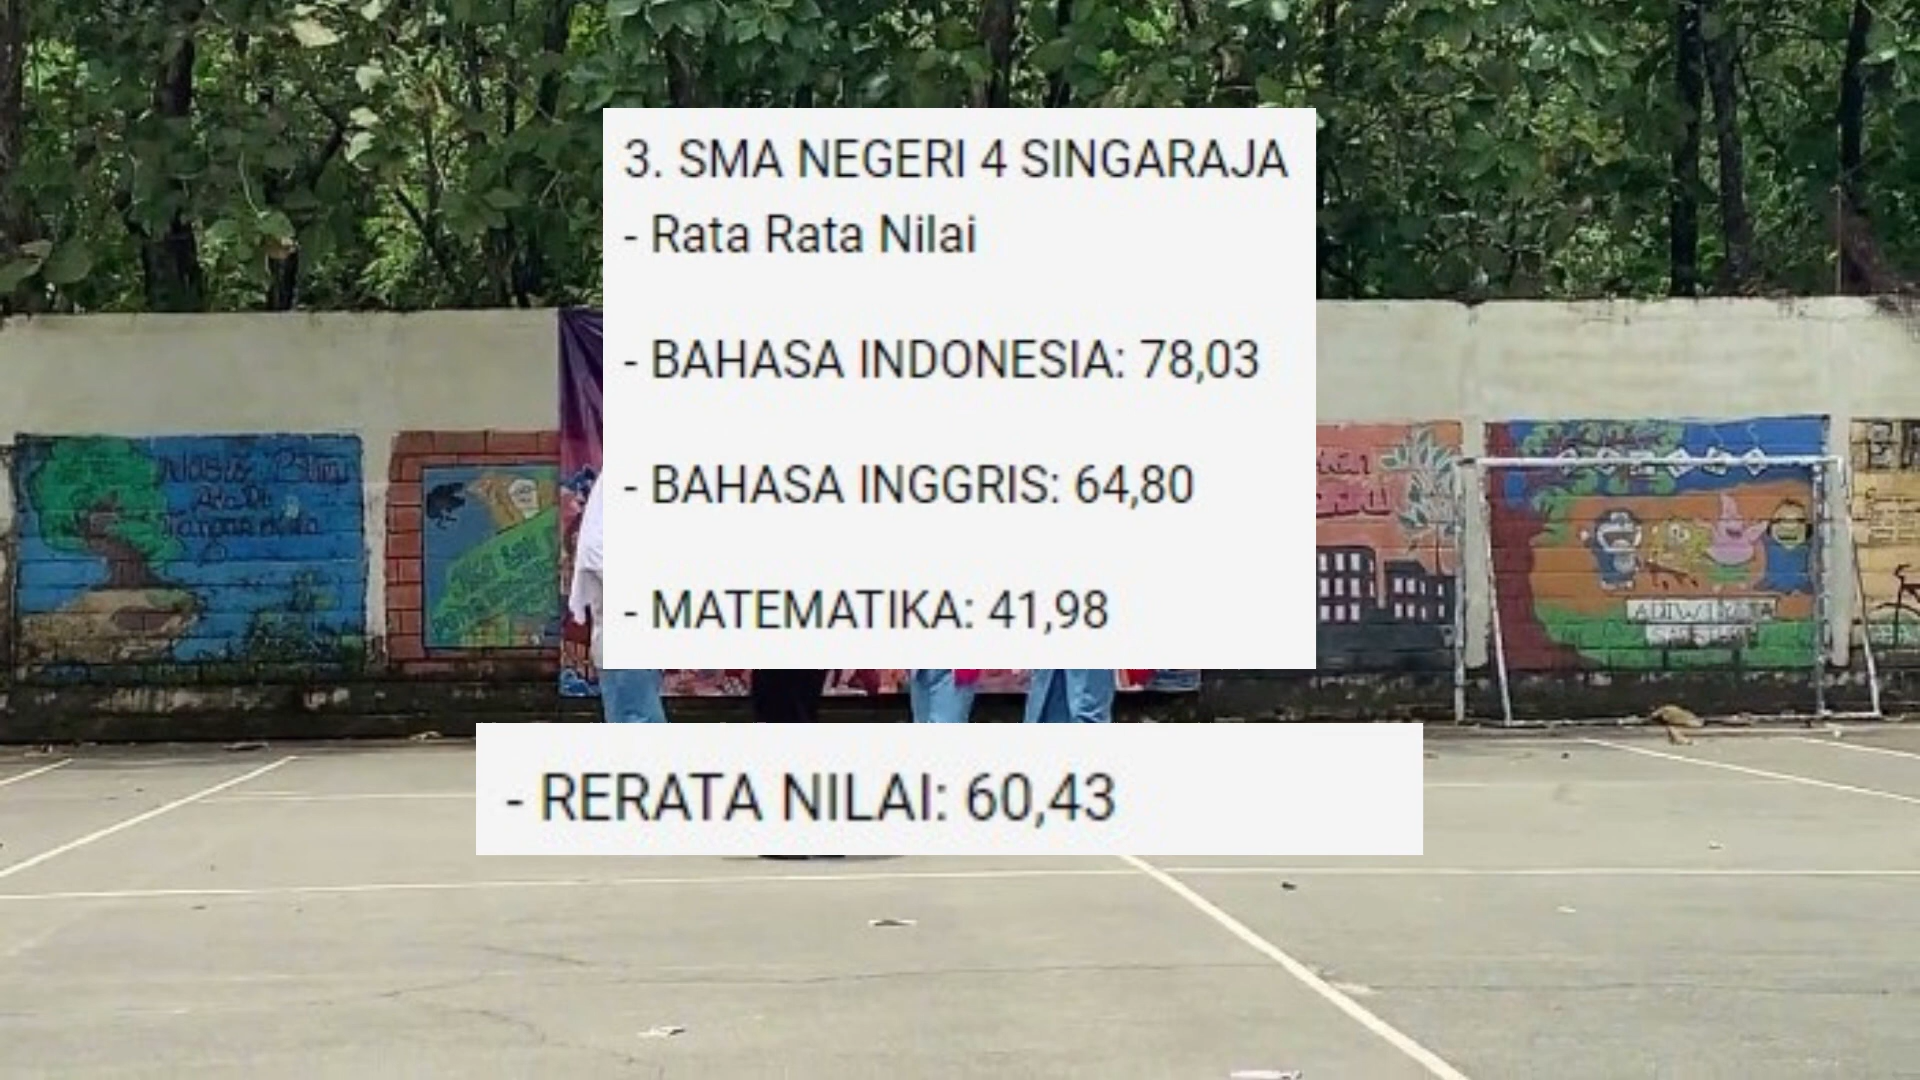 3. SMA NEGERI 4 SINGARAJA
- Rata Rata Nilai
- BAHASA INDONESIA: 78,03
- BAHASA INGGRIS: 64,80
- MATEMATIKA: 41,98
- RERATA NILAI: 60,43